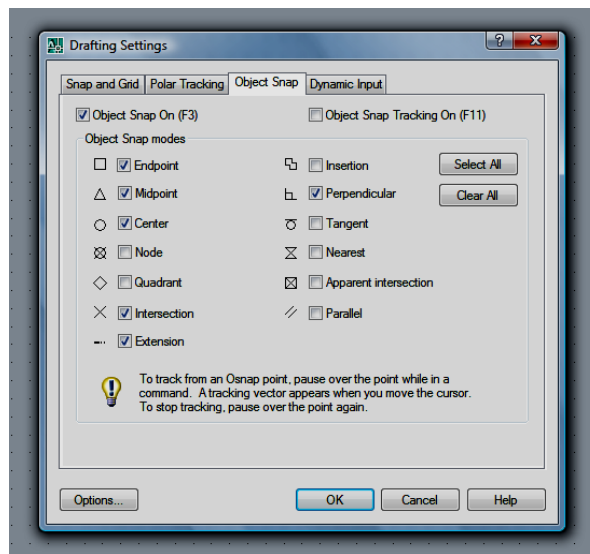 Drafting Settings
Snap and Grid Polar Tracking Object Snap Dynamic Input
Object Snap On (F3) Object Snap Tracking On (F11)
Object Snap modes
Endpoint Insertion Select All
Midpoint Perpendicular Clear All
Center Tangent
Node Nearest
Quadrant Apparent intersection
Intersection Parallel
Extension
To track from an Osnap point, pause over the point while in a
command. A tracking vector appears when you move the cursor.
To stop tracking, pause over the point again.
Options... OK Cancel Help